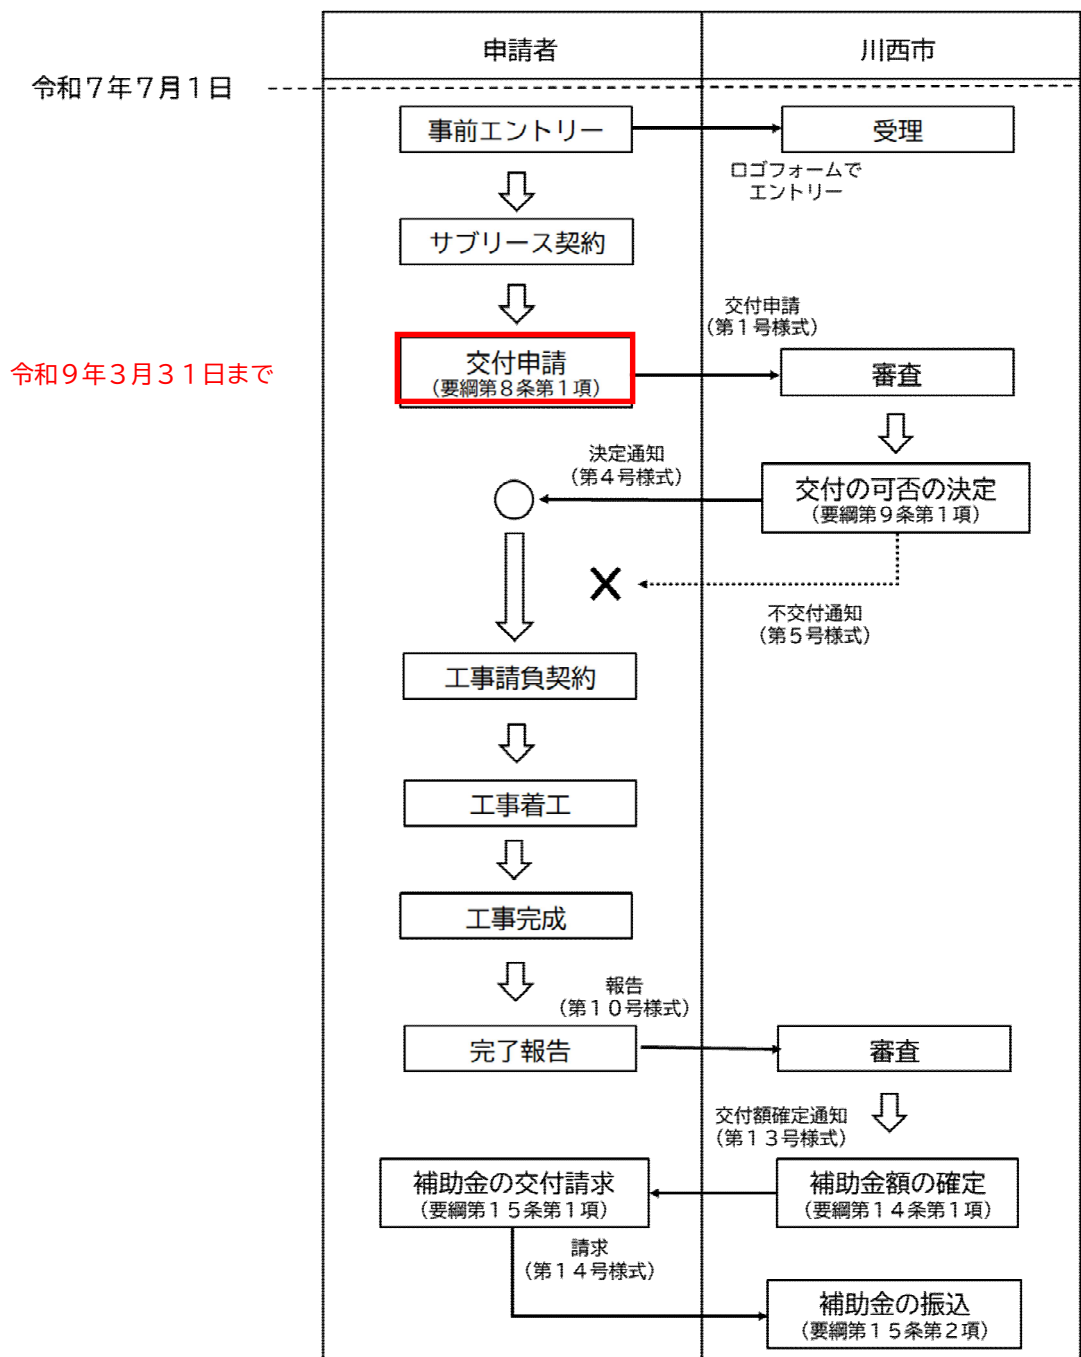 申請者
川西市
令和７年７月１日
事前エントリー
受理
ロゴフォームで
エントリー
サブリース契約
交付申請
（第１号様式）
令和９年３月３１日まで
交付申請
（要綱第８条第１項）
審査
決定通知
（第４号様式）
交付の可否の決定
（要綱第９条第１項）
不交付通知
（第５号様式）
工事請負契約
工事着工
工事完成
報告
（第１０号様式）
完了報告
審査
交付額確定通知
（第１３号様式）
補助金の交付請求
（要綱第１５条第１項）
補助金額の確定
（要綱第１４条第１項）
請求
（第１４号様式）
補助金の振込
（要綱第１５条第２項）